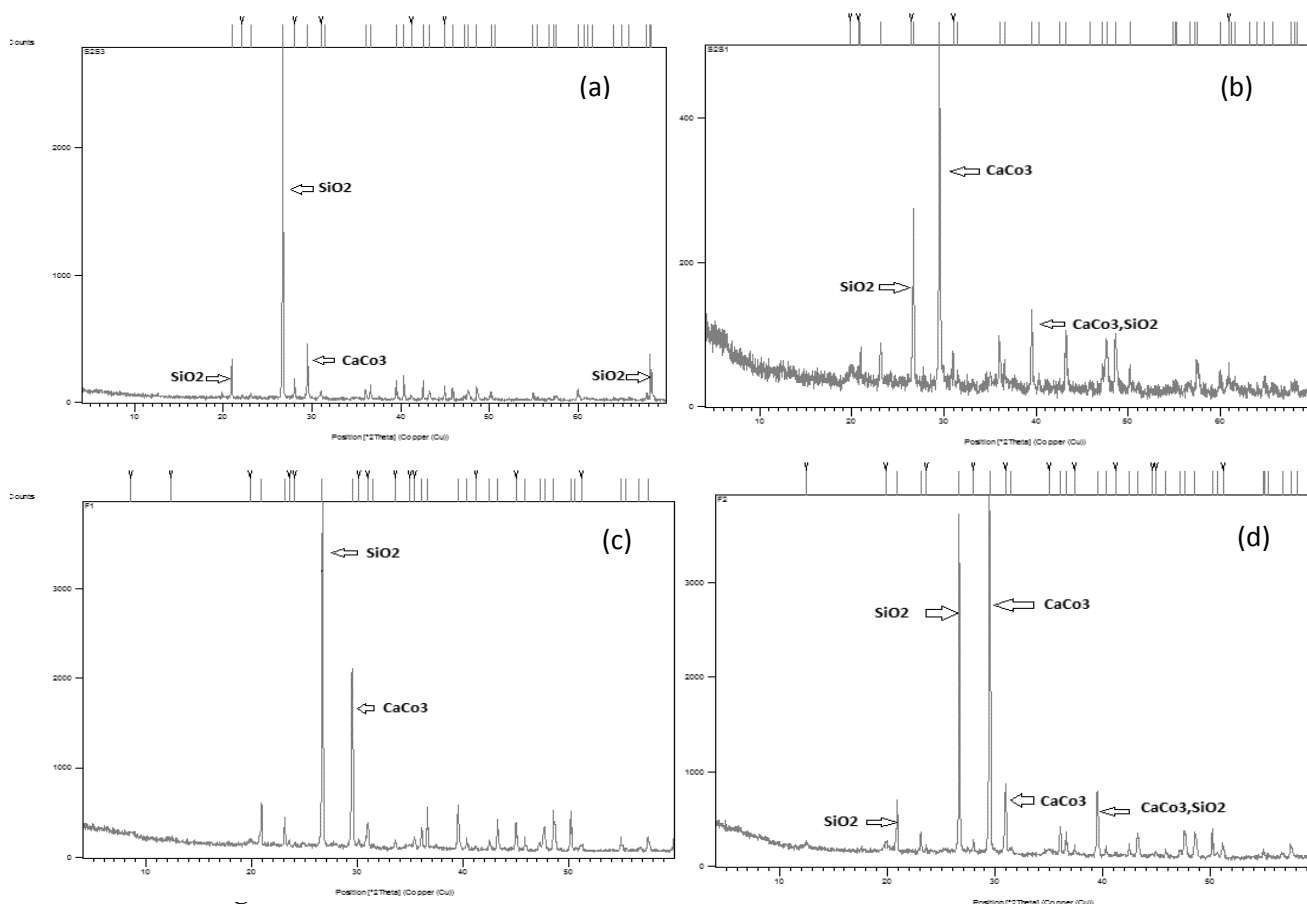 Counts
S2S3
(a)
2000
1000
0
SiO2
SiO2
CaCo3
SiO2
10 20 30 40 50 60
Position [°2Theta] (Copper (Cu))
S2S1
(b)
400
200
0
CaCo3
SiO2
CaCo3,SiO2
10 20 30 40 50 60
Position [°2Theta] (Copper (Cu))
Counts
F1
(c)
3000
2000
1000
0
SiO2
CaCo3
10 20 30 40 50
Position [°2Theta] (Copper (Cu))
F2
(d)
3000
2000
1000
0
CaCo3
SiO2
CaCo3
CaCo3,SiO2
SiO2
10 20 30 40 50
Position [°2Theta] (Copper (Cu))